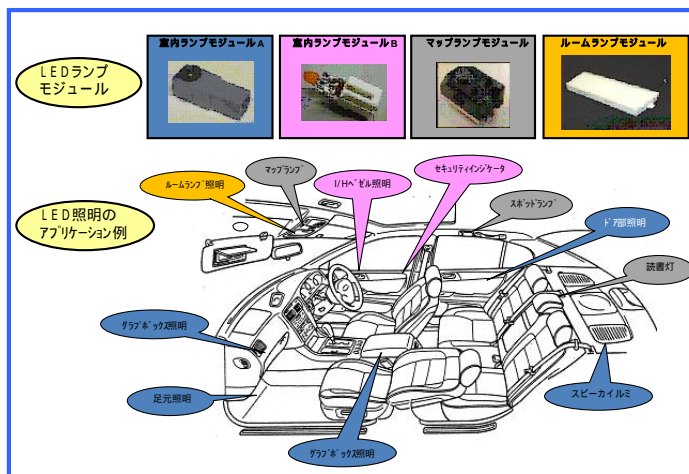 室内ランプモジュールA
室内ランプモジュールB
マップランプモジュール
ルームランプモジュール
LEDランプ
モジュール
マップランプ
ルームランプ照明
I/Hベゼル照明
セキュリティインジケータ
スポットランプ
ドア部照明
LED照明の
アプリケーション例
読書灯
グラブボックス照明
足元照明
スピーカイルミ
グラブボックス照明